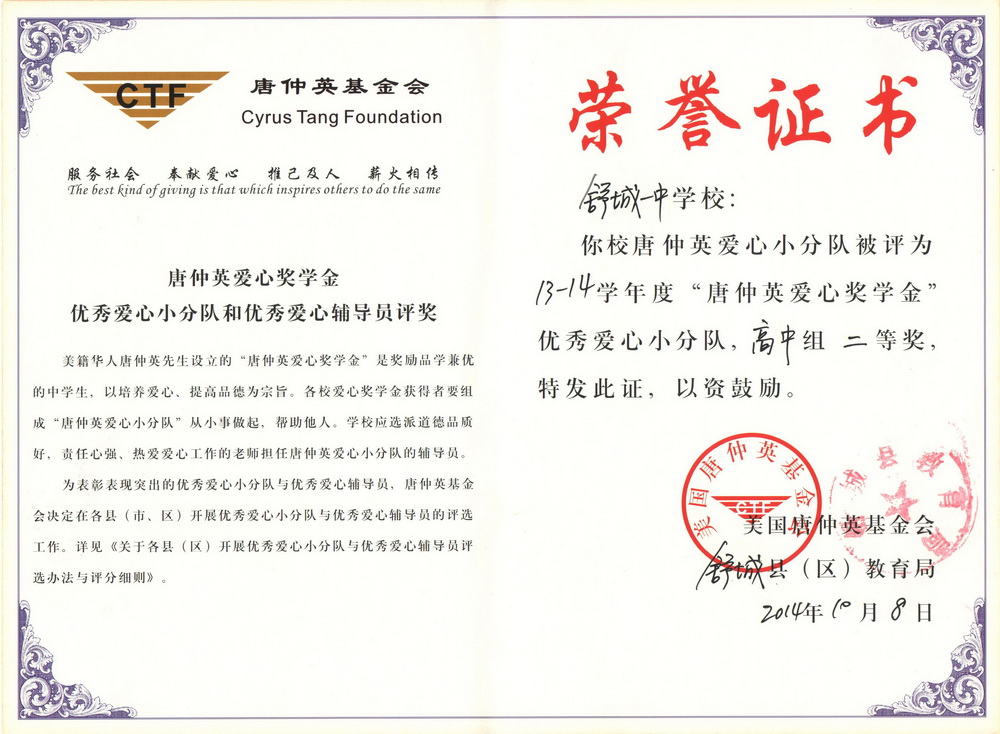 CTF
唐仲英基金会
Cyrus Tang Foundation
服务社会 奉献爱心 推己及人 薪火相传
The best kind of giving is that which inspires others to do the same
唐仲英爱心奖学金
优秀爱心小分队和优秀爱心辅导员评奖
美籍华人唐仲英先生设立的“唐仲英爱心奖学金”是奖励品学兼优
的中学生，以培养爱心、提高品德为宗旨。各校爱心奖学金获得者要组
成“唐仲英爱心小分队”从小事做起，帮助他人。学校应选派道德品质
好，责任心强、热爱爱心工作的老师担任唐仲英爱心小分队的辅导员。
为表彰表现突出的优秀爱心小分队与优秀爱心辅导员，唐仲英基金
会决定在各县（市、区）开展优秀爱心小分队与优秀爱心辅导员的评选
工作。详见《关于各县（区）开展优秀爱心小分队与优秀爱心辅导员评
选办法与评分细则》。
荣誉证书
舒城一中学校：
你校唐仲英爱心小分队被评为
13-14学年度“唐仲英爱心奖学金”
优秀爱心小分队，高中组 二等奖，
特发此证，以资鼓励。
美国唐仲英基金会
CTF
城县教育局
美国唐仲英基金会
舒城县（区）教育局
2014年10月8日